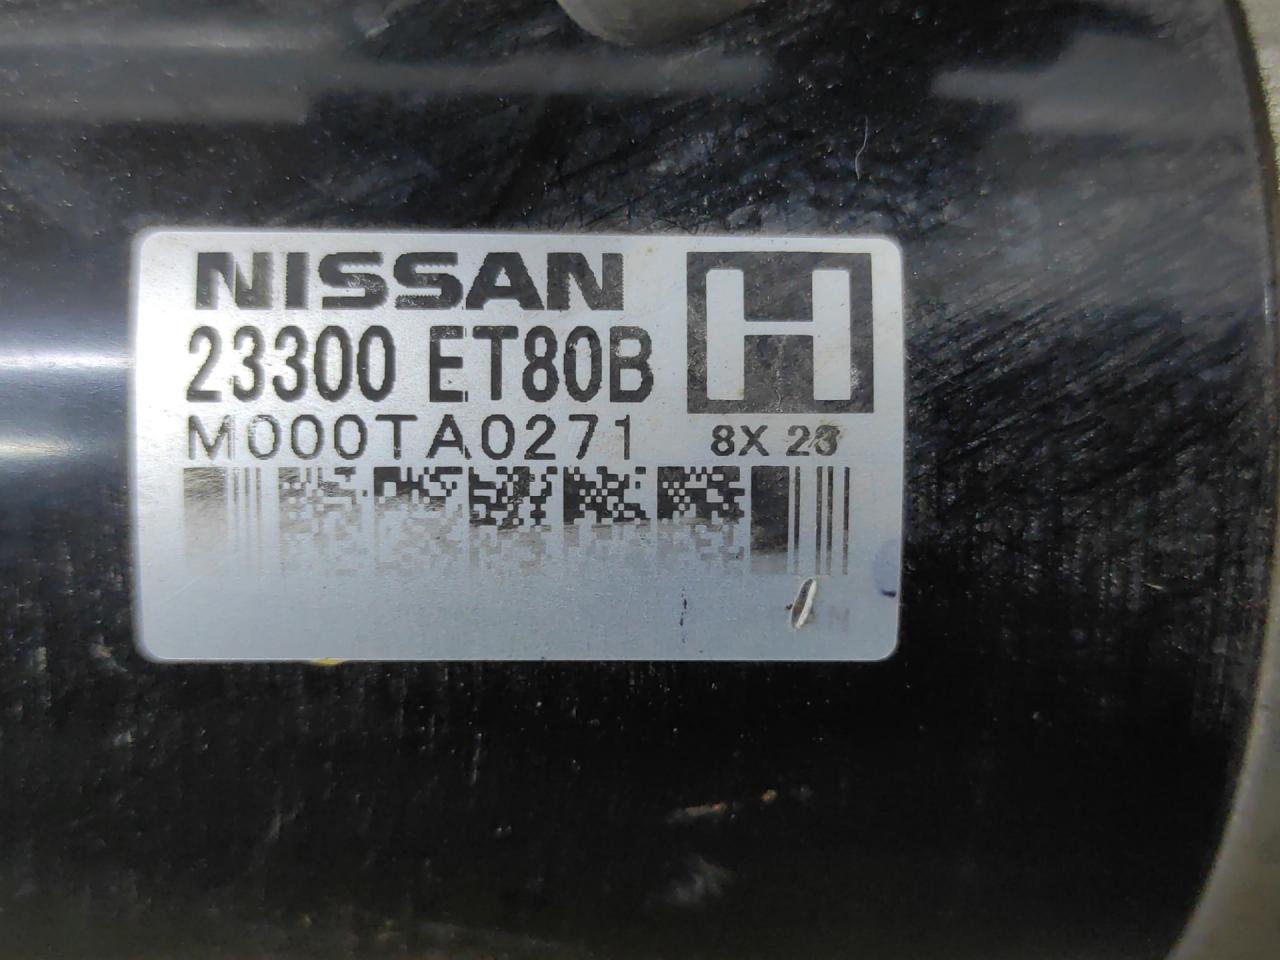 NISSAN
H
23300 ET80B
M000TA0271
8X 23